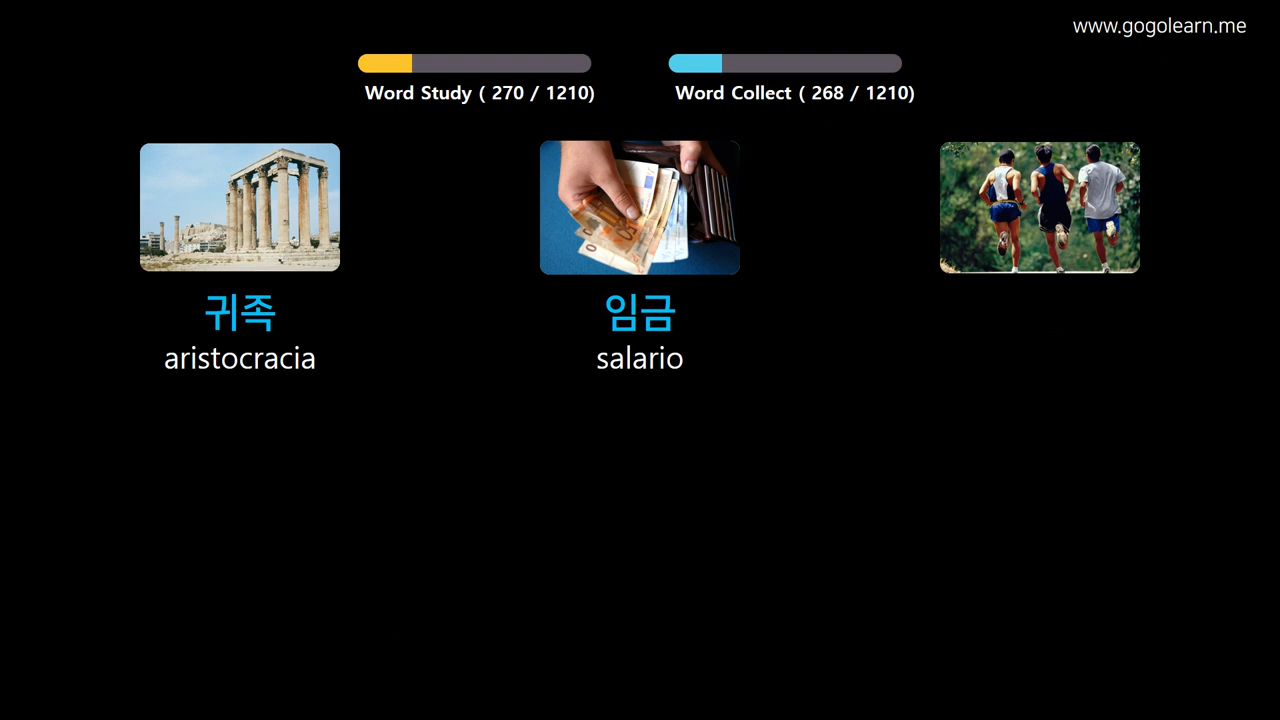 www.gogolearn.me
Word Study ( 270 / 1210)
Word Collect ( 268 / 1210)
귀족
aristocracia
임금
salario